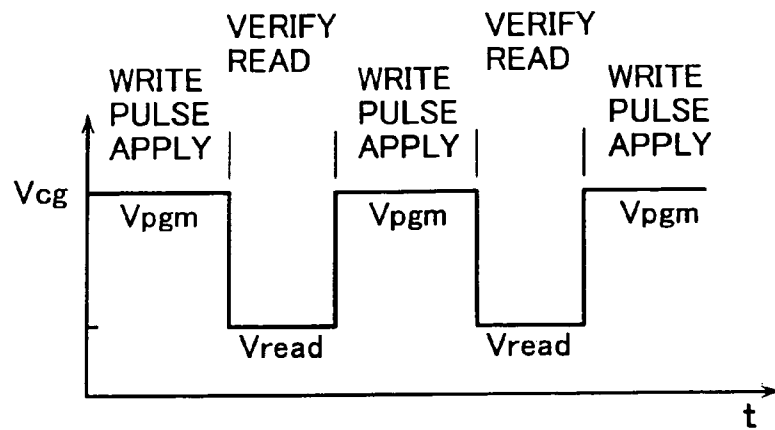 VERIFY
READ
VERIFY
READ
WRITE
PULSE
APPLY
WRITE
PULSE
APPLY
WRITE
PULSE
APPLY
Vcg
Vpgm
Vpgm
Vpgm
Vread
Vread
t